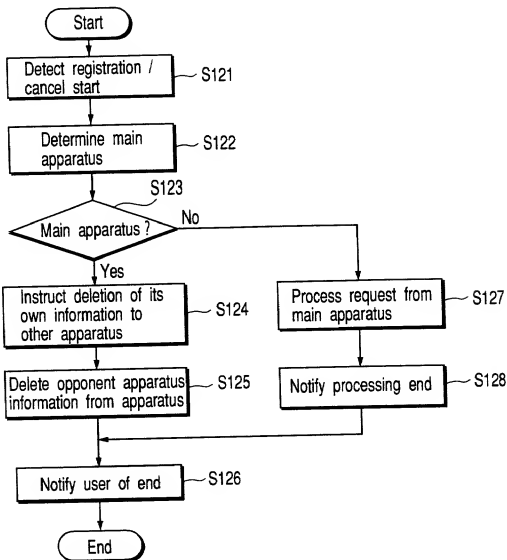 Start
Detect registration /
cancel start
S121
Determine main
apparatus
S122
S123
Main apparatus ?
No
Yes
Instruct deletion of its
own information to
other apparatus
S124
Process request from
main apparatus
S127
Delete opponent apparatus
information from apparatus
S125
Notify processing end
S128
Notify user of end
S126
End